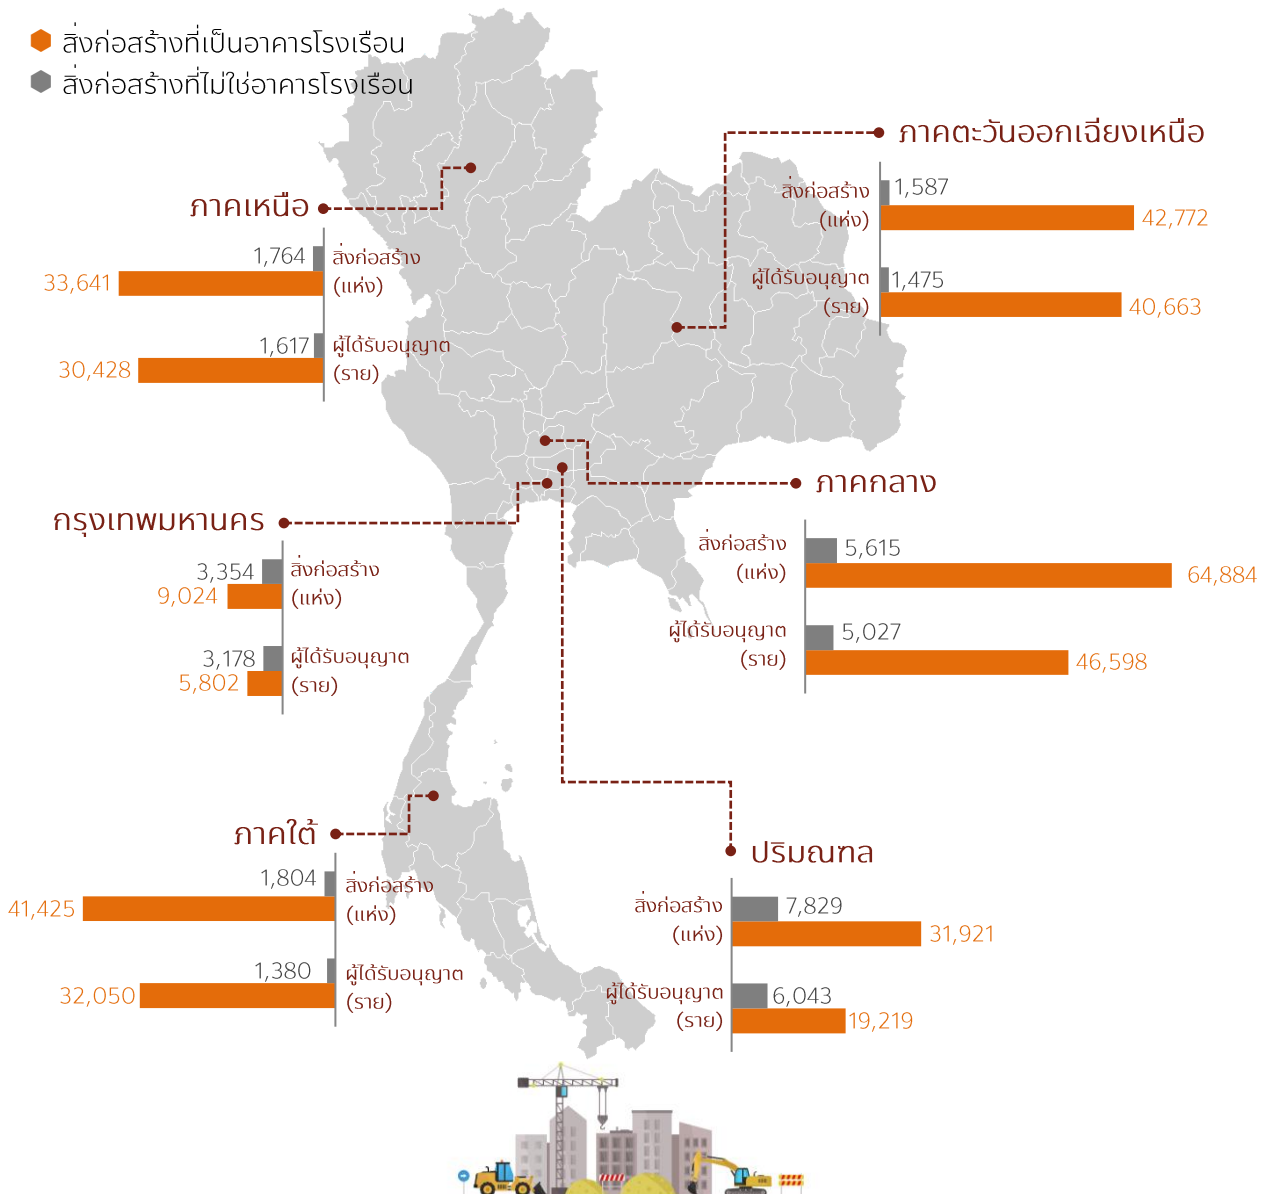 สิ่งก่อสร้างที่เป็นอาคารโรงเรือน
สิ่งก่อสร้างที่ไม่ใช่อาคารโรงเรือน
ภาคตะวันออกเฉียงเหนือ
สิ่งก่อสร้าง
(แห่ง)
1,587
42,772
ผู้ได้รับอนุญาต
(ราย)
1,475
40,663
ภาคเหนือ
1,764
33,641
สิ่งก่อสร้าง
(แห่ง)
1,617
30,428
ผู้ได้รับอนุญาต
(ราย)
ภาคกลาง
สิ่งก่อสร้าง
(แห่ง)
5,615
64,884
ผู้ได้รับอนุญาต
(ราย)
5,027
46,598
กรุงเทพมหานคร
3,354
9,024
สิ่งก่อสร้าง
(แห่ง)
3,178
5,802
ผู้ได้รับอนุญาต
(ราย)
ภาคใต้
1,804
41,425
สิ่งก่อสร้าง
(แห่ง)
1,380
32,050
ผู้ได้รับอนุญาต
(ราย)
ปริมณฑล
สิ่งก่อสร้าง
(แห่ง)
7,829
31,921
ผู้ได้รับอนุญาต
(ราย)
6,043
19,219